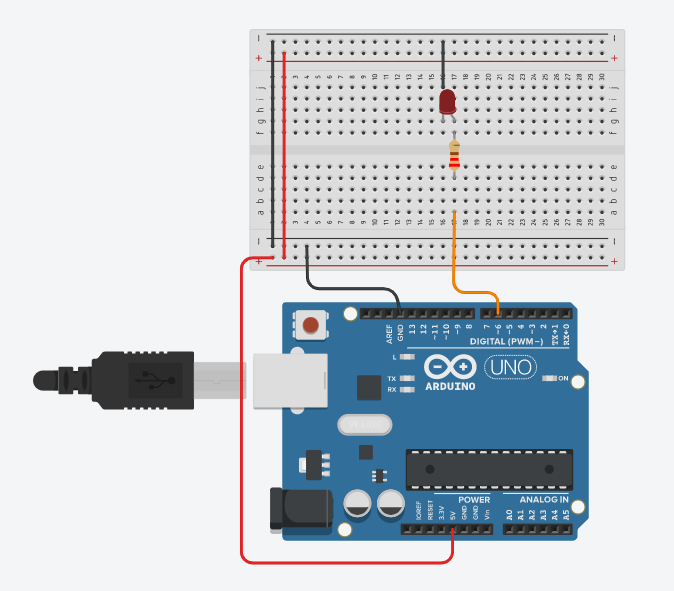 − −
+ +
1 2 3 4 5 6 7 8 9 10 11 12 13 14 15 16 17 18 19 20 21 22 23 24 25 26 27 28 29 30
j j
i i
h h
g g
f f
e e
d d
c c
b b
a a
1 2 3 4 5 6 7 8 9 10 11 12 13 14 15 16 17 18 19 20 21 22 23 24 25 26 27 28 29 30
− −
+ +
AREF GND 13 12 ~11 ~10 ~9 8 7 ~6 ~5 4 ~3 2 TX→1 RX←0
DIGITAL (PWM~)
L
TX
RX
ARDUINO
UNO
ON
POWER ANALOG IN
IOREF RESET 3.3V 5V GND GND Vin A0 A1 A2 A3 A4 A5